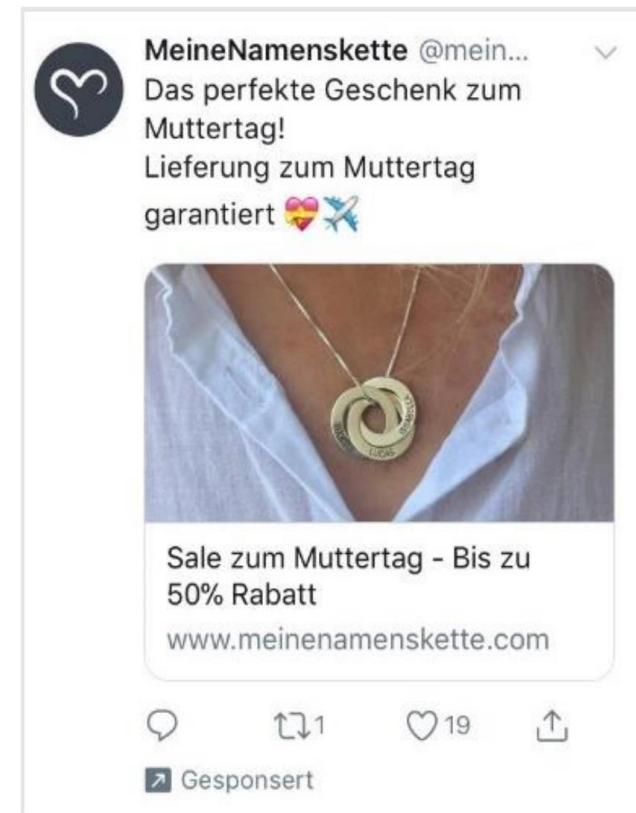 MeineNamenskette @mein...
Das perfekte Geschenk zum
Muttertag!
Lieferung zum Muttertag
garantiert 💝✈️
LUCAS
ISABELLA
Sale zum Muttertag - Bis zu
50% Rabatt
www.meinenamenskette.com
1
19
Gesponsert